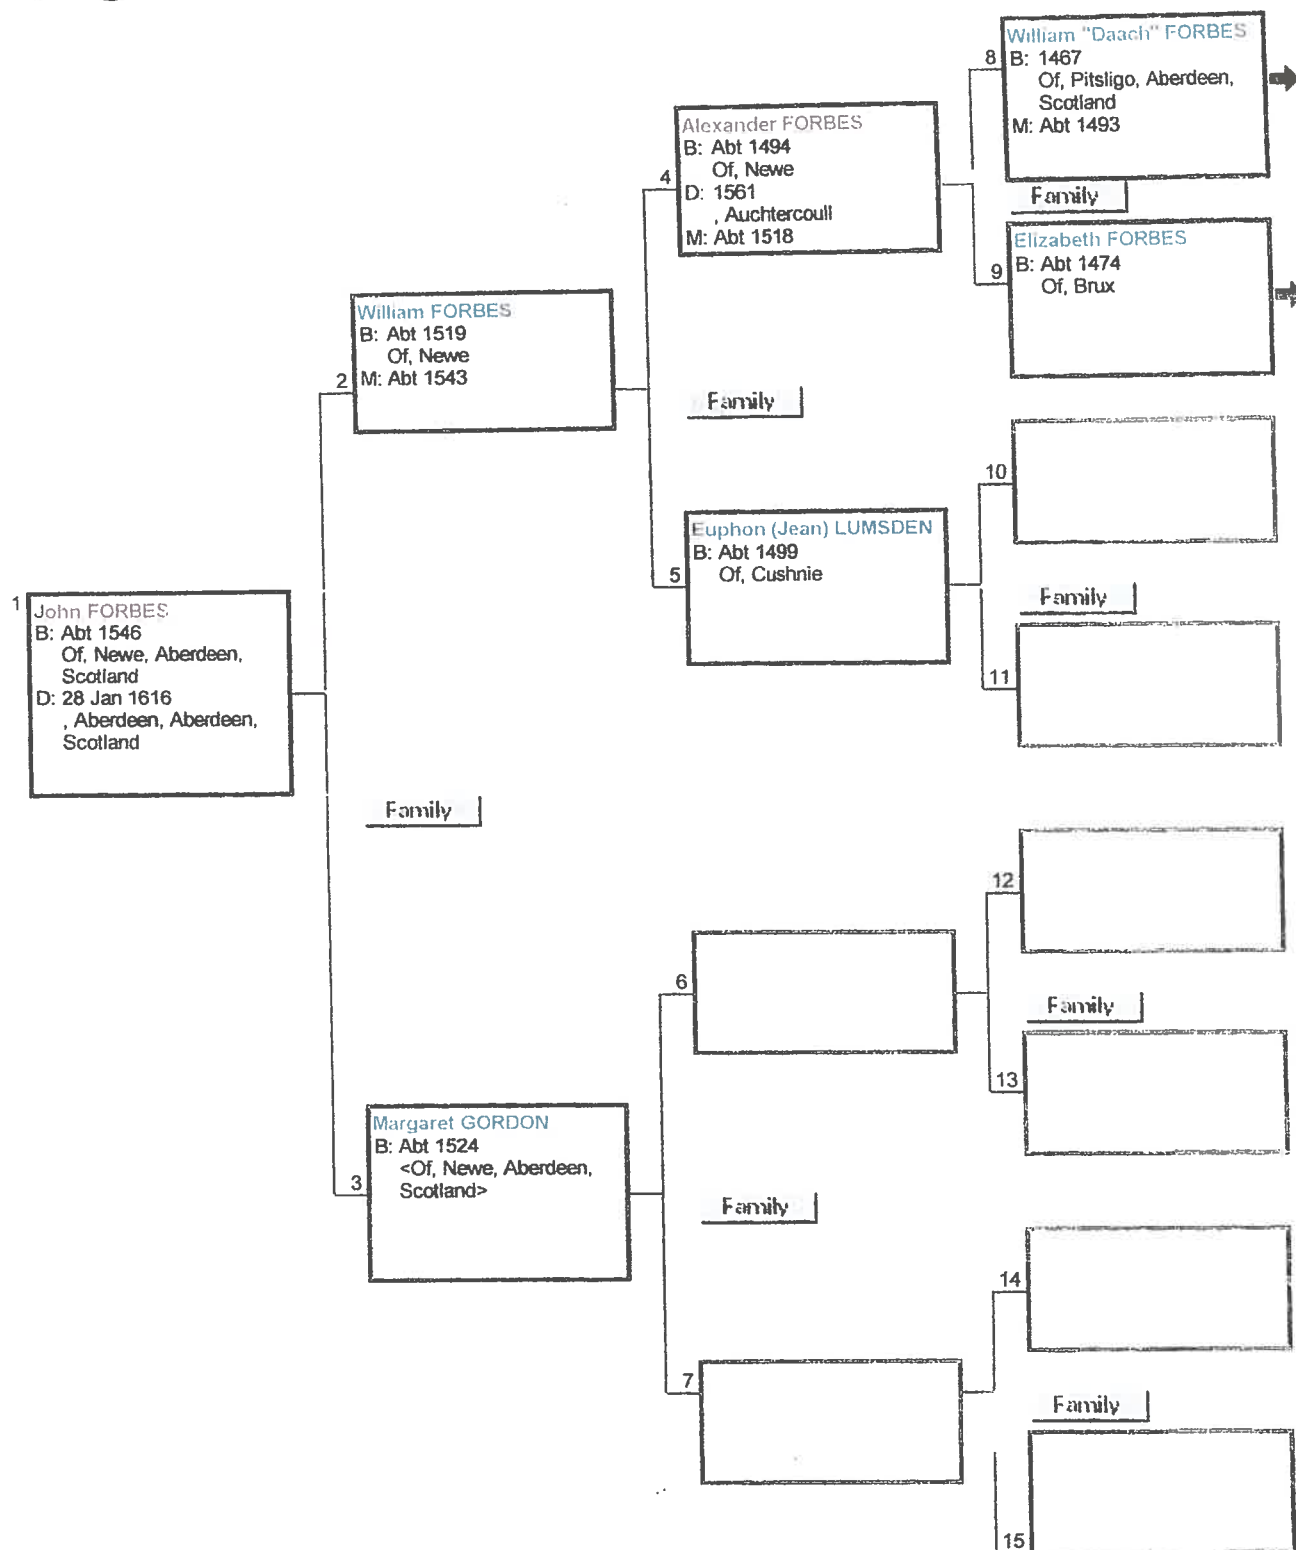 1
John FORBES
B: Abt 1546
Of, Newe, Aberdeen,
Scotland
D: 28 Jan 1616
, Aberdeen, Aberdeen,
Scotland
2
William FORBES
B: Abt 1519
Of, Newe
M: Abt 1543
Family
3
Margaret GORDON
B: Abt 1524
<Of, Newe, Aberdeen,
Scotland>
4
Alexander FORBES
B: Abt 1494
Of, Newe
D: 1561
, Auchtercoull
M: Abt 1518
Family
5
Euphon (Jean) LUMSDEN
B: Abt 1499
Of, Cushnie
6
Family
7
8
William "Daach" FORBES
B: 1467
Of, Pitsligo, Aberdeen,
Scotland
M: Abt 1493
Family
9
Elizabeth FORBES
B: Abt 1474
Of, Brux
10
Family
11
12
Family
13
14
Family
15